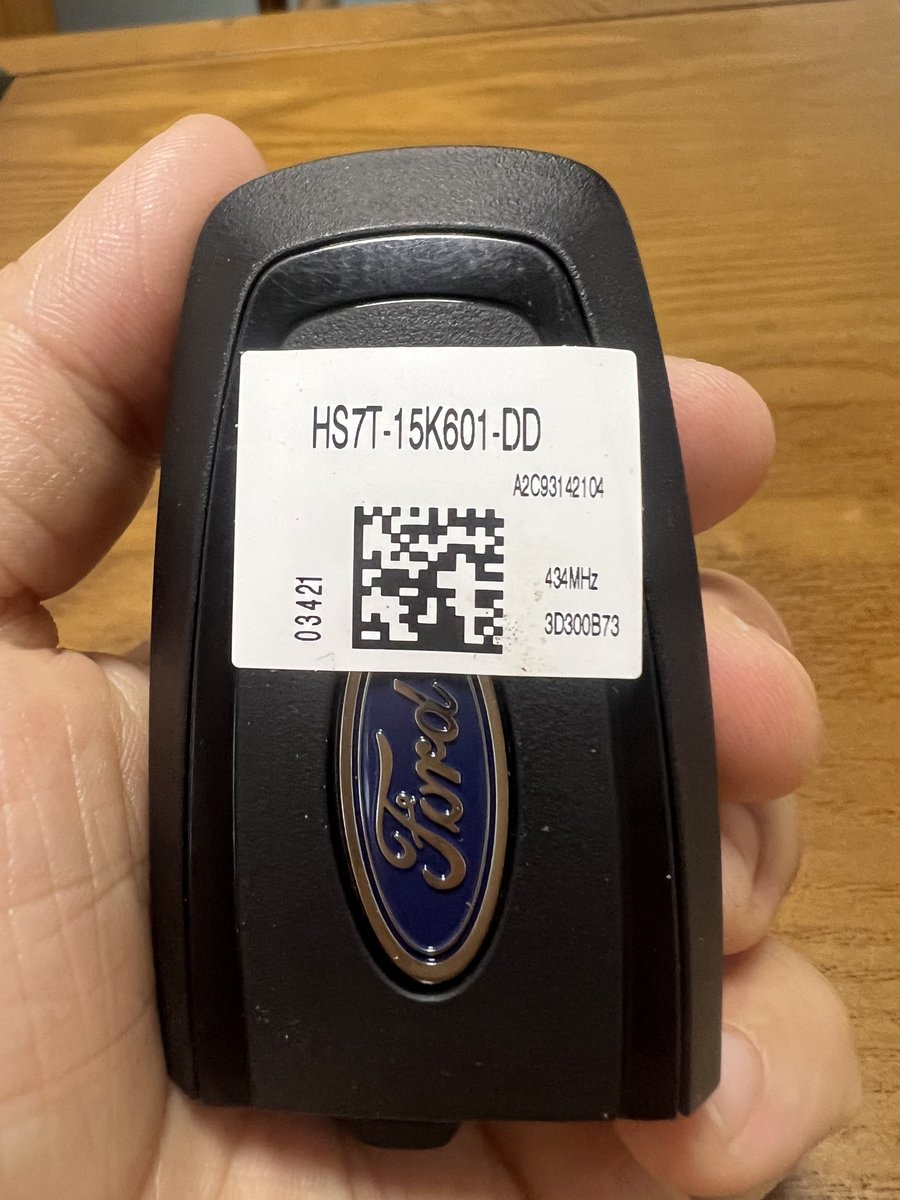 HS7T-15K601-DD
A2C93142104
03421
434MHz
3D300B73
Ford